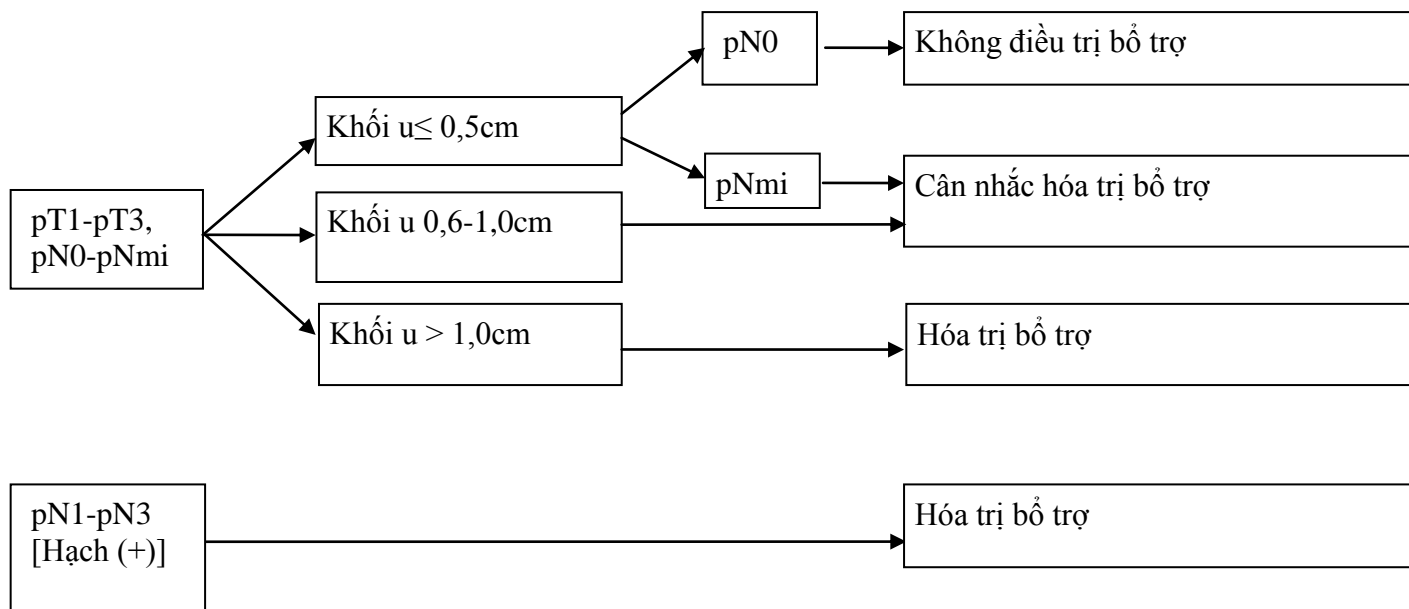 pN0
Không điều trị bổ trợ
Khối u≤ 0,5cm
pNmi
Cân nhắc hóa trị bổ trợ
pT1-pT3,
pN0-pNmi
Khối u 0,6-1,0cm
Khối u > 1,0cm
Hóa trị bổ trợ
pN1-pN3
[Hạch (+)]
Hóa trị bổ trợ